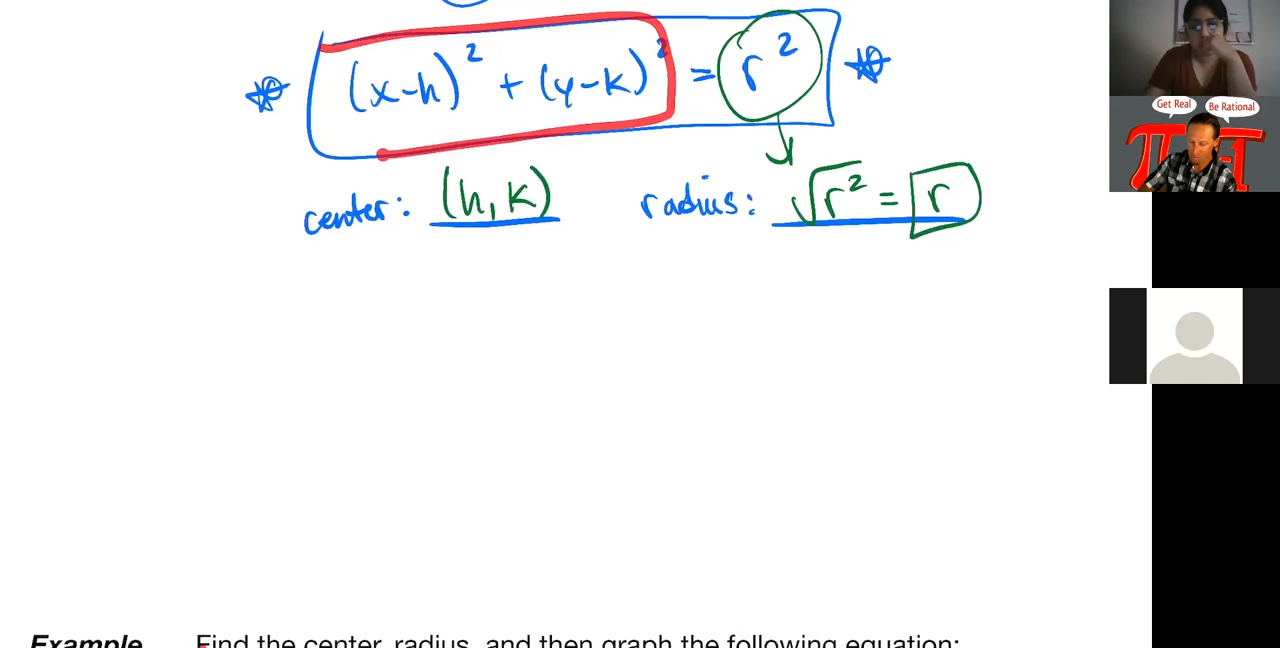 (x-h)² + (y-k)² = r²
center: (h, k) radius: √r² = r
Example Find the center, radius, and then graph the following equation:
Get Real
Be Rational